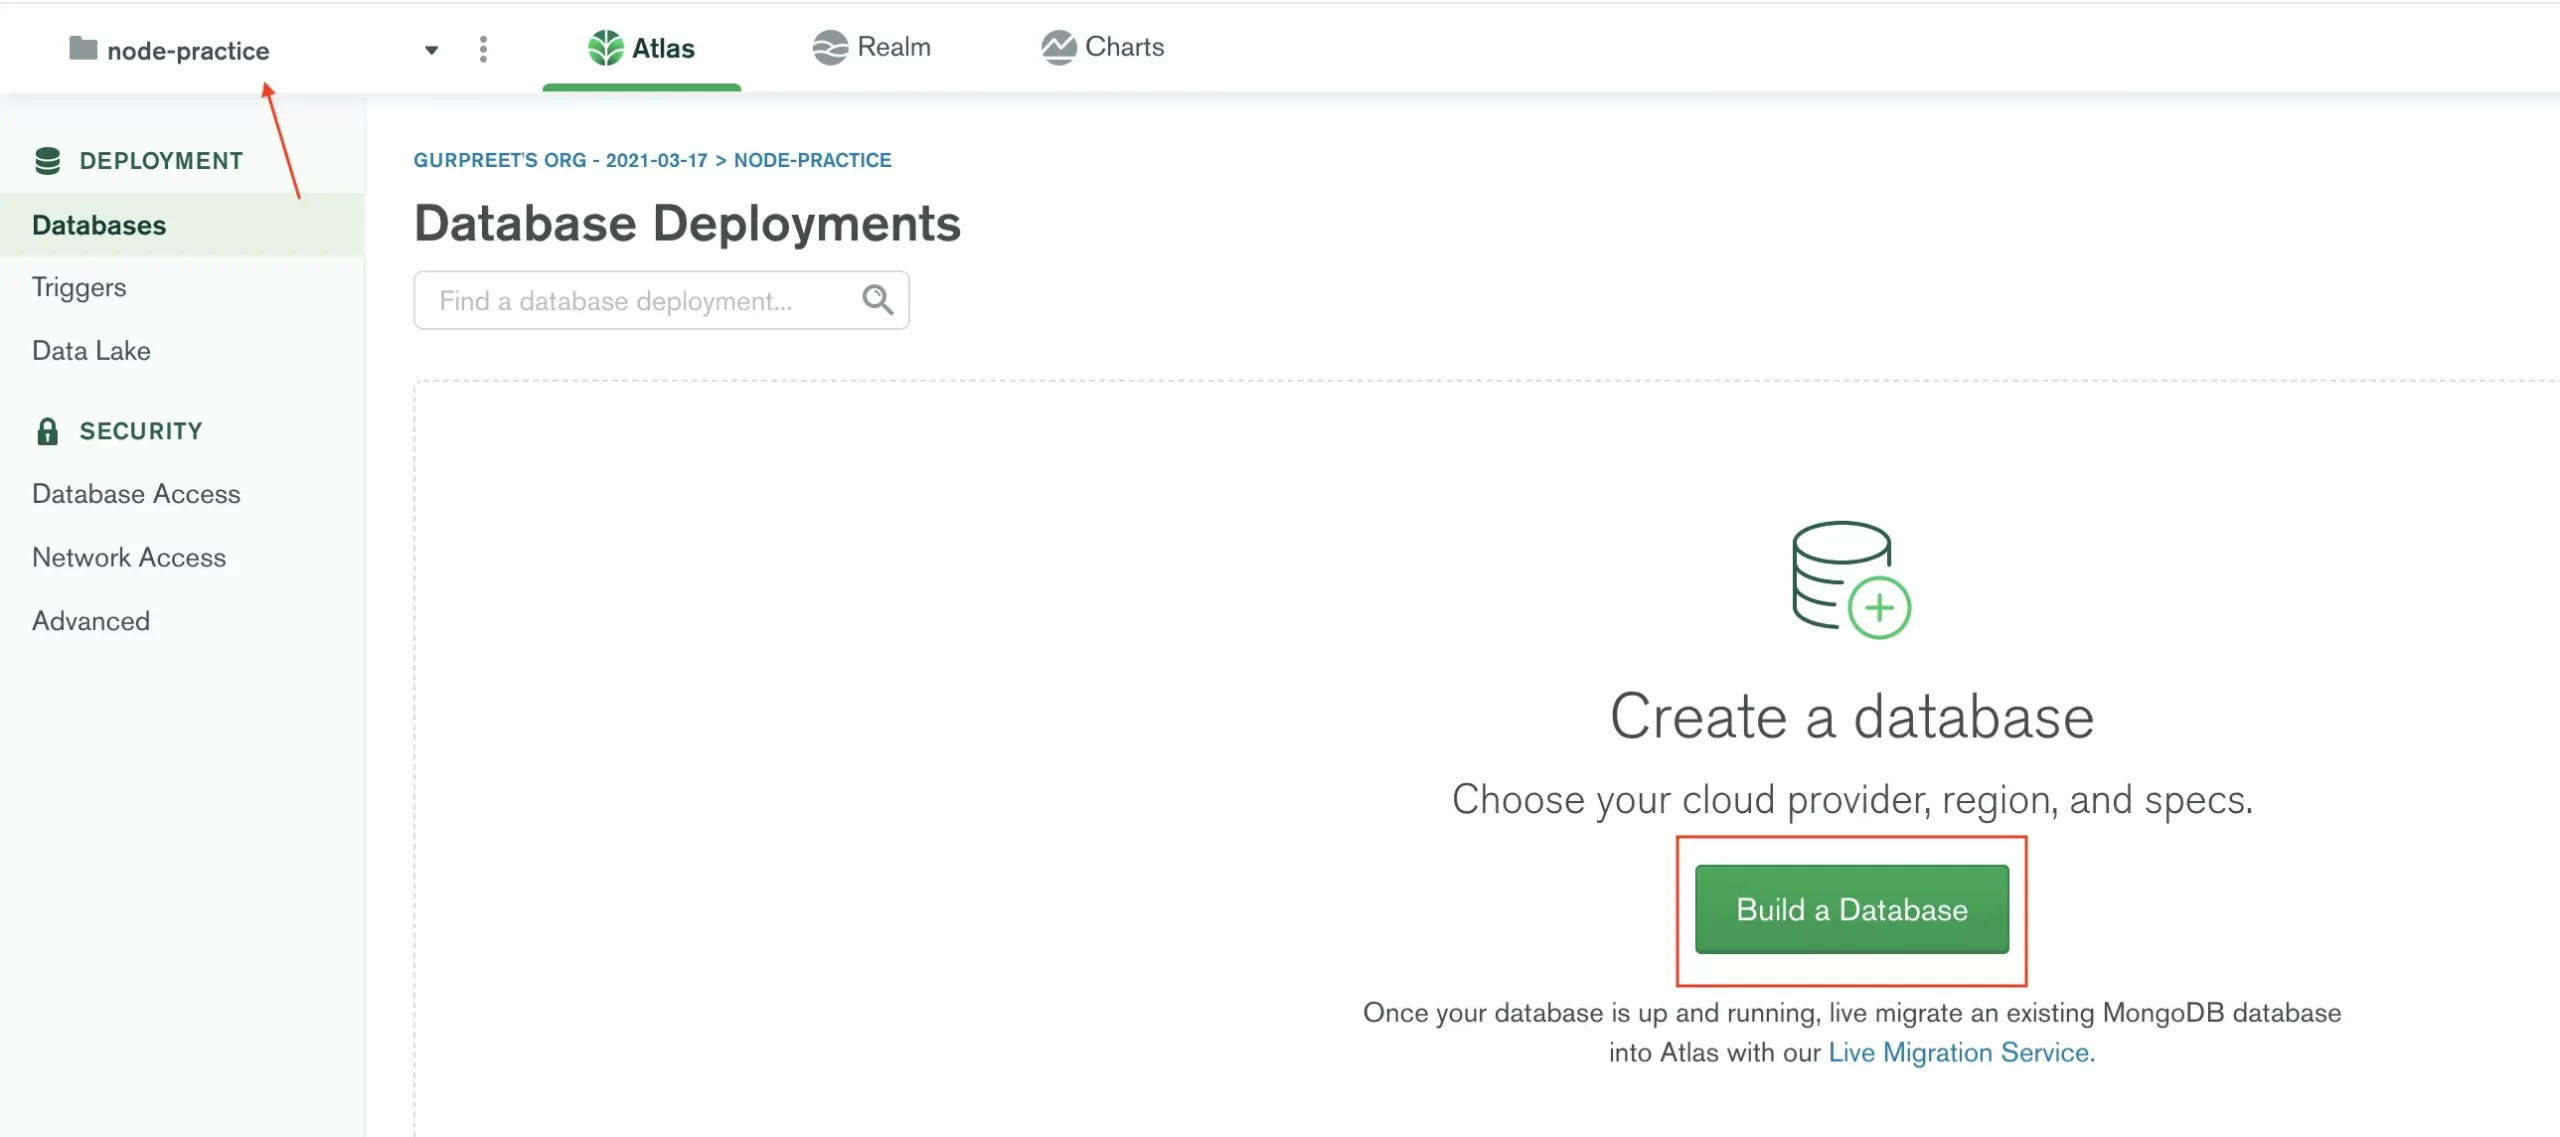 node-practice
Atlas
Realm
Charts
DEPLOYMENT
Databases
Triggers
Data Lake
SECURITY
Database Access
Network Access
Advanced
GURPREET'S ORG - 2021-03-17 > NODE-PRACTICE
Database Deployments
Find a database deployment...
Create a database
Choose your cloud provider, region, and specs.
Build a Database
Once your database is up and running, live migrate an existing MongoDB database
into Atlas with our Live Migration Service.